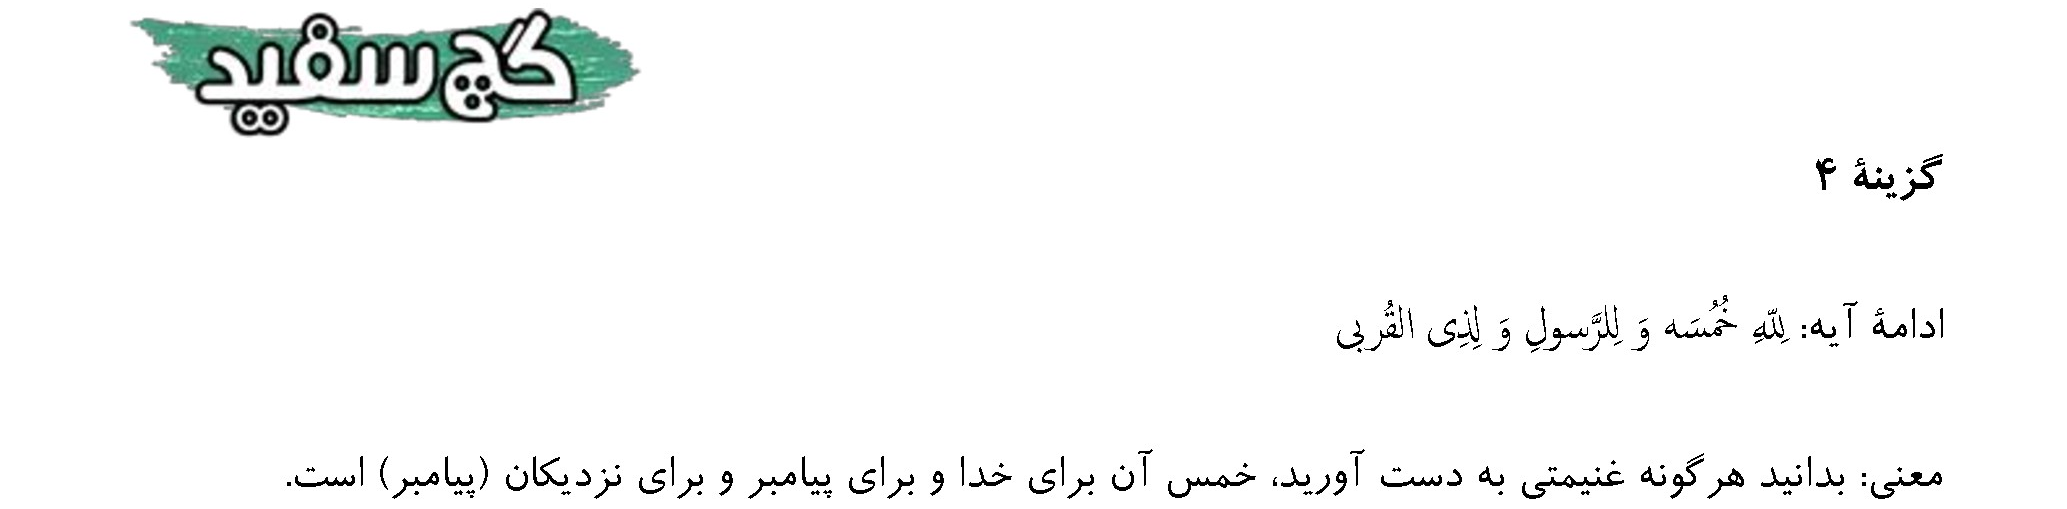 گچ سفید
گزینهٔ ۴
ادامهٔ آیه: لِلّهِ خُمُسَه وَ لِلرَّسولِ وَ لِذِی القُربی
معنی: بدانید هرگونه غنیمتی به دست آورید، خمس آن برای خدا و برای پیامبر و برای نزدیکان (پیامبر) است.